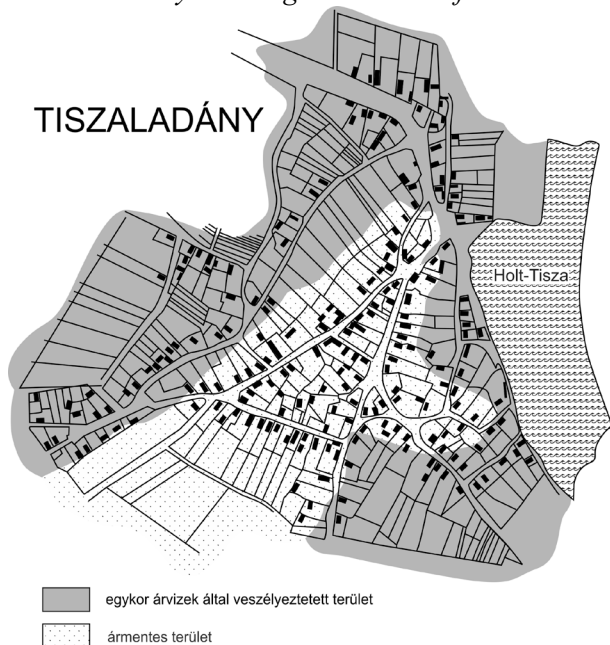 TISZALADÁNY
Holt-Tisza
egykor árvizek által veszélyeztetett terület
ármentes terület